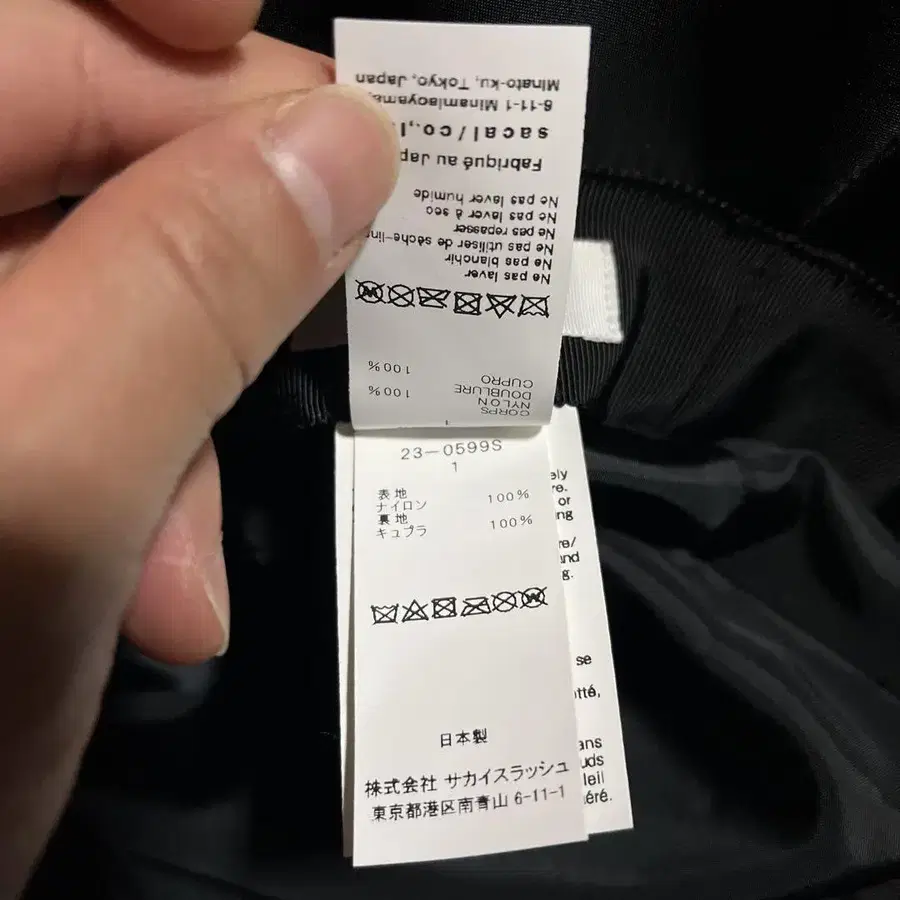 1
CORPS
NYLON 100%
DOUBLURE
CUPRO 100%
Ne pas laver
Ne pas blanchir
Ne pas utiliser de
Ne pas repasser
Ne pas laver à sec
Ne pas laver humide
Fabriqué au
sacai/co.,
6-11-1 Minamiaoyama,
Minato-ku, Tokyo, Japan
23-0599S
1
表地
ナイロン 100%
裏地
キュプラ 100%
日本製
株式会社 サカイスラッシュ
東京都港区南青山 6-11-1
or
se